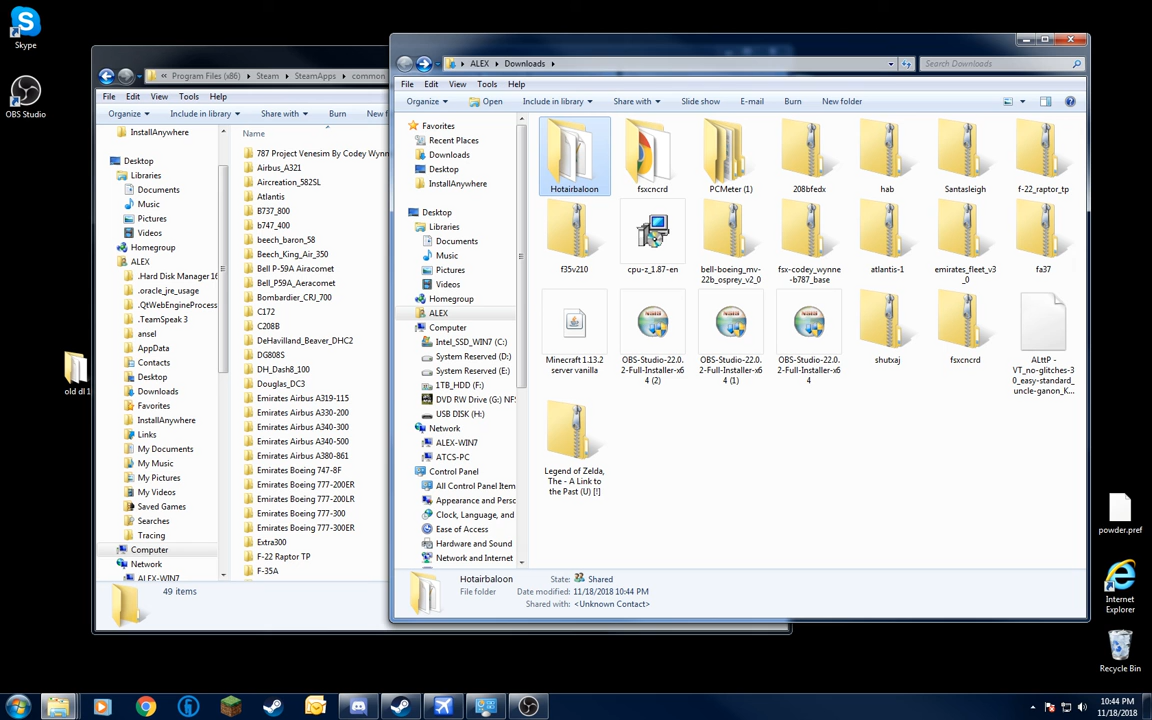 Skype
OBS Studio
old dl 1
powder.pref
Internet
Explorer
Recycle Bin
« Program Files (x86) Steam SteamApps common
File Edit View Tools Help
Organize Include in library Share with Burn New f
InstallAnywhere
Desktop
Libraries
Documents
Music
Pictures
Videos
Homegroup
ALEX
.Hard Disk Manager 16
.oracle_jre_usage
.QtWebEngineProcess
.TeamSpeak 3
ansel
AppData
Contacts
Desktop
Downloads
Favorites
InstallAnywhere
Links
My Documents
My Music
My Pictures
My Videos
Saved Games
Searches
Tracing
Computer
Network
ALEX-WIN7
Name
787 Project Venesim By Codey Wynn
Airbus_A321
Aircreation_582SL
Atlantis
B737_800
b747_400
beech_baron_58
Beech_King_Air_350
Bell P-59A Airacomet
Bell_P-59A_Aeracomet
Bombardier_CRJ_700
C172
C208B
DeHavilland_Beaver_DHC2
DG808S
DH_Dash8_100
Douglas_DC3
Emirates Airbus A319-115
Emirates Airbus A330-200
Emirates Airbus A340-300
Emirates Airbus A340-500
Emirates Airbus A380-861
Emirates Boeing 747-8F
Emirates Boeing 777-200ER
Emirates Boeing 777-200LR
Emirates Boeing 777-300
Emirates Boeing 777-300ER
Extra300
F-22 Raptor TP
F-35A
49 items
ALEX Downloads
Search Downloads
File Edit View Tools Help
Organize Open Include in library Share with Slide show E-mail Burn New folder
Favorites
Recent Places
Downloads
Desktop
InstallAnywhere
Desktop
Libraries
Documents
Music
Pictures
Videos
Homegroup
ALEX
Computer
Intel_SSD_WIN7 (C:)
System Reserved (D:)
System Reserved (E:)
1TB_HDD (F:)
DVD RW Drive (G:) NFS
USB DISK (H:)
Network
ALEX-WIN7
ATCS-PC
Control Panel
All Control Panel Item
Appearance and Perso
Clock, Language, and
Ease of Access
Hardware and Sound
Network and Internet
Hotairbaloon fsxcncrd PCMeter (1) 208bfedx hab Santasleigh f-22_raptor_tp
f35v210 cpu-z_1.87-en bell-boeing_mv-22b_osprey_v2_0 fsx-codey_wynne-b787_base atlantis-1 emirates_fleet_v3_0 fa37
Minecraft 1.13.2 server vanilla OBS-Studio-22.0.2-Full-Installer-x64 (2) OBS-Studio-22.0.2-Full-Installer-x64 (1) OBS-Studio-22.0.2-Full-Installer-x64 shutxaj fsxcncrd ALttP - VT_no-glitches-30_easy-standard_uncle-ganon_K...
Legend of Zelda, The - A Link to the Past (U) [!]
Hotairbaloon State: Shared
File folder Date modified: 11/18/2018 10:44 PM
Shared with: <Unknown Contact>
10:44 PM
11/18/2018